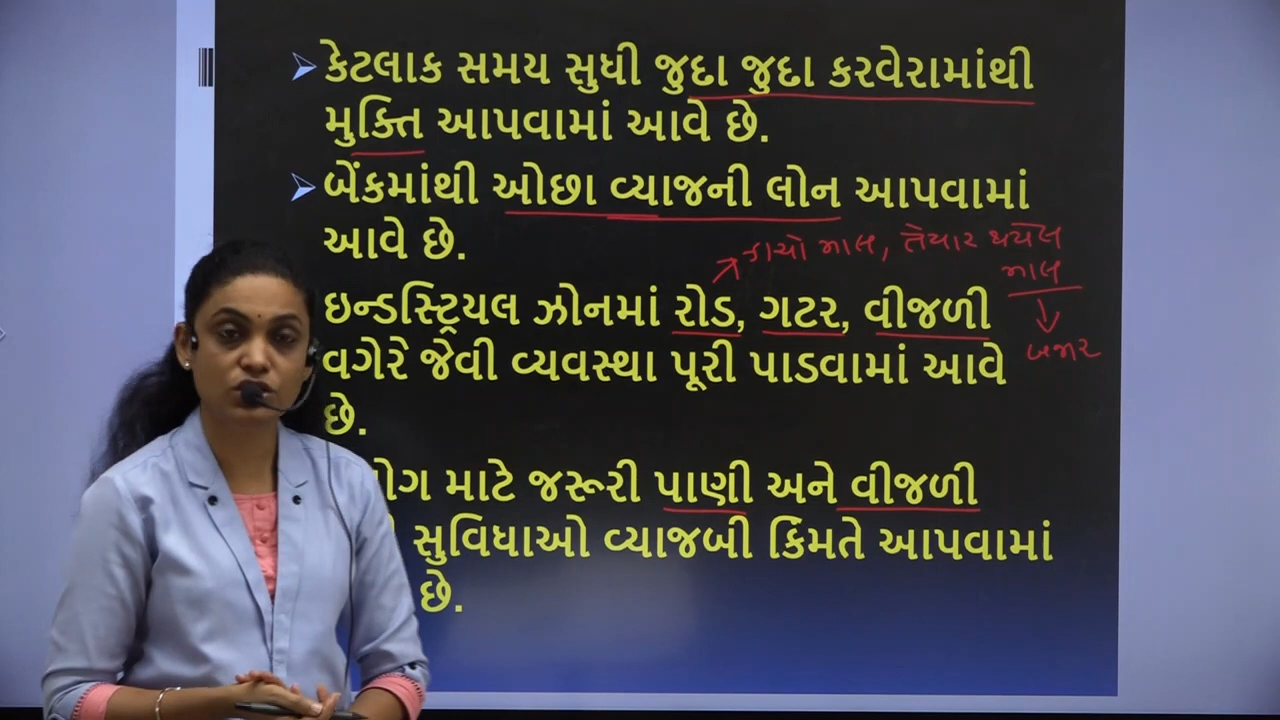 કેટલાક સમય સુધી જુદા જુદા કરવેરામાંથી
મુક્તિ આપવામાં આવે છે.
બેંકમાંથી ઓછા વ્યાજની લોન આપવામાં
આવે છે.
કાચો માલ, તૈયાર થયેલ
માલ
ઇન્ડસ્ટ્રિયલ ઝોનમાં રોડ, ગટર, વીજળી
બજાર
વગેરે જેવી વ્યવસ્થા પૂરી પાડવામાં આવે
છે.
માટે જરૂરી પાણી અને વીજળી
સુવિધાઓ વ્યાજબી કિંમતે આપવામાં
છે.